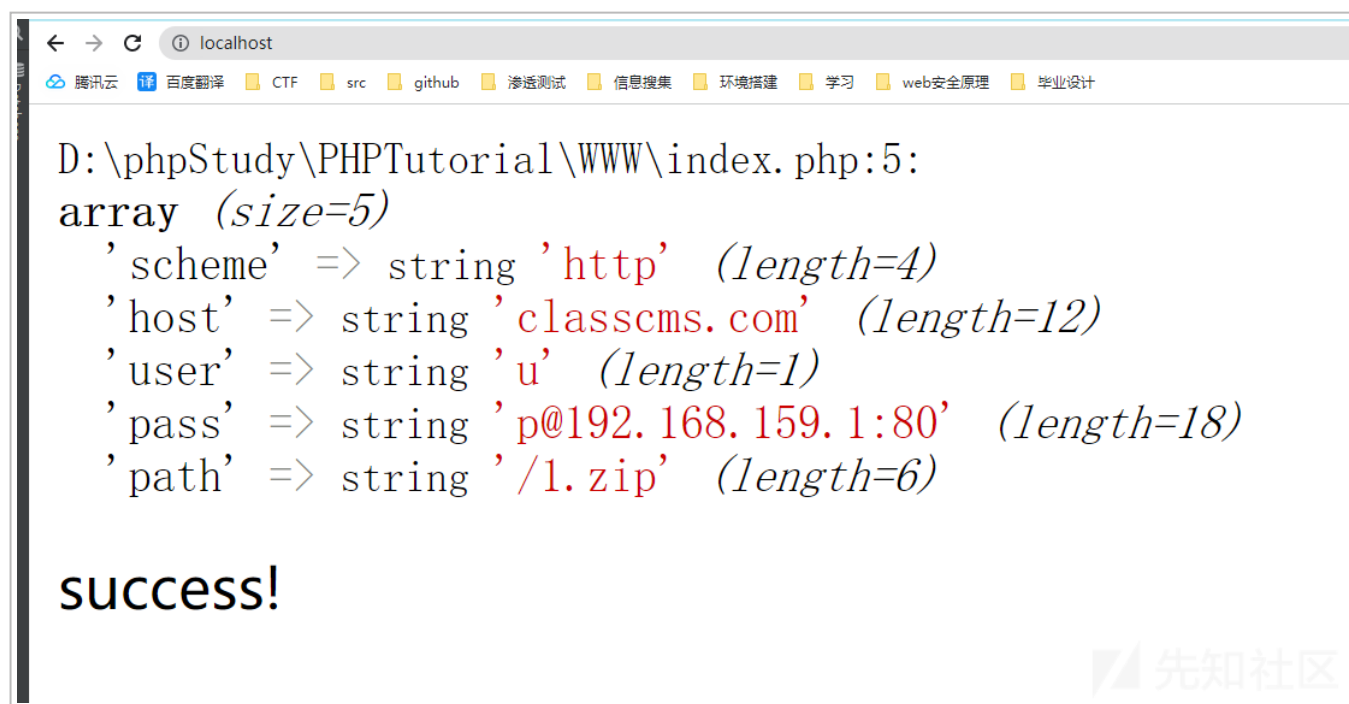 localhost
腾讯云 译 百度翻译 CTF src github 渗透测试 信息搜集 环境搭建 学习 web安全原理 毕业设计
D:\phpStudy\PHPTutorial\WWW\index.php:5:
array (size=5)
'scheme' => string 'http' (length=4)
'host' => string 'classcms.com' (length=12)
'user' => string 'u' (length=1)
'pass' => string 'p@192.168.159.1:80' (length=18)
'path' => string '/1.zip' (length=6)
success!
先知社区